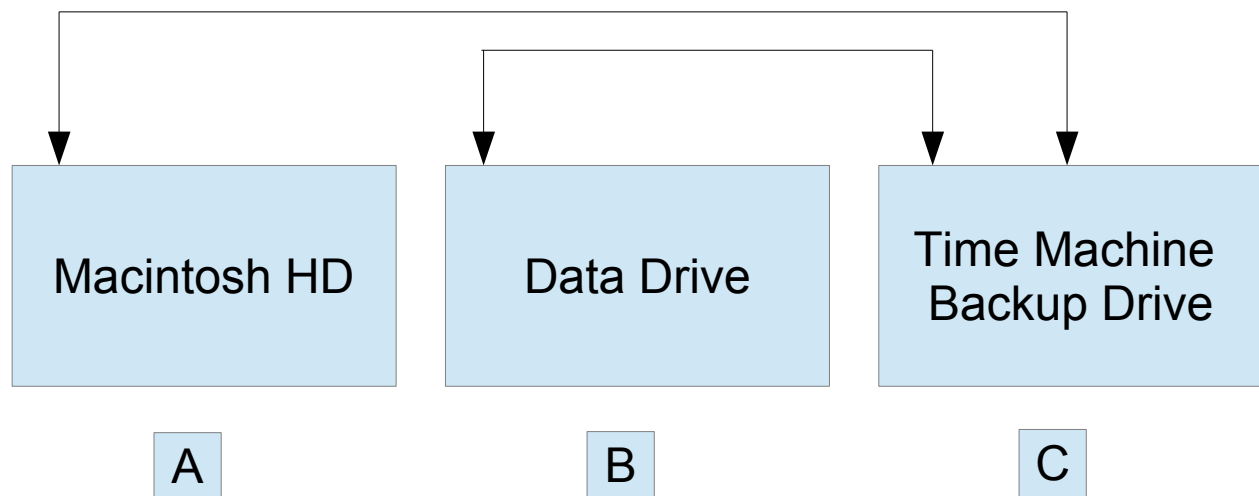 Macintosh HD
Data Drive
Time Machine
Backup Drive
A
B
C